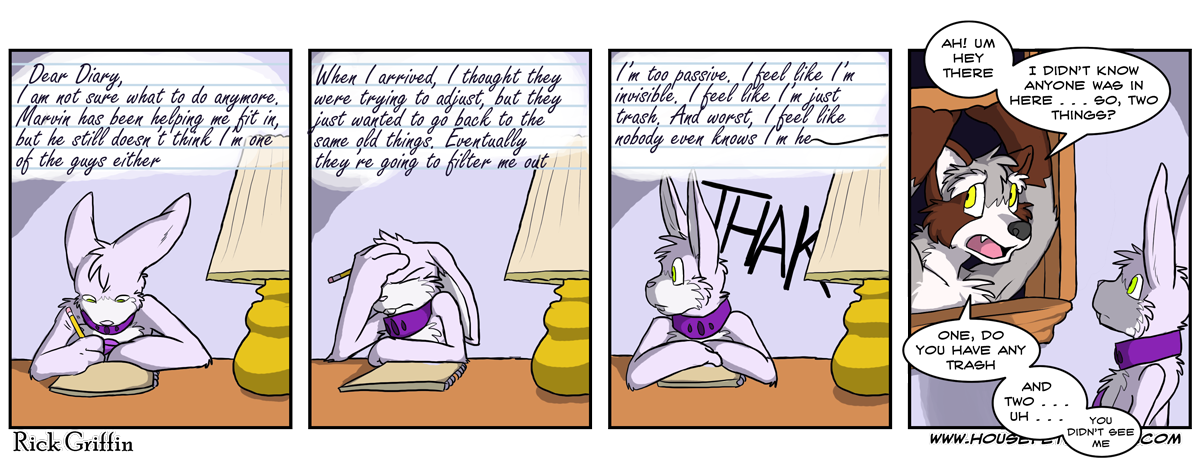 Dear Diary,
I am not sure what to do anymore.
Marvin has been helping me fit in,
but he still doesn't think I'm one
of the guys either
When I arrived, I thought they
were trying to adjust, but they
just wanted to go back to the
same old things. Eventually
they're going to filter me out
I'm too passive. I feel like I'm
invisible. I feel like I'm just
trash. And worst, I feel like
nobody even knows I'm he
THAK
AH! UM
HEY
THERE
I DIDN'T KNOW
ANYONE WAS IN
HERE . . . SO, TWO
THINGS?
ONE, DO
YOU HAVE ANY
TRASH
AND
TWO . . .
UH . . .
YOU
DIDN'T SEE
ME
Rick Griffin